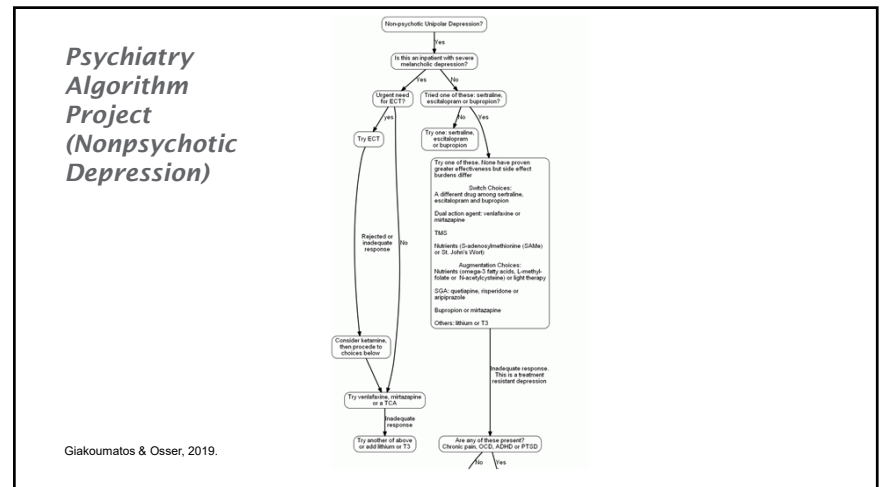 Psychiatry
Algorithm
Project
(Nonpsychotic
Depression)
Non-psychotic Unipolar Depression?
Yes
Is this an inpatient with severe
melancholic depression?
Yes
No
Urgent need
for ECT?
Tried one of these: sertraline,
escitalopram or bupropion?
yes
No
Yes
Try ECT
Try one: sertraline,
escitalopram
or bupropion
Try one of these. None have proven
greater effectiveness but side effect
burdens differ
Switch Choices:
A different drug among sertraline,
escitalopram and bupropion
Dual action agent: venlafaxine or
mirtazapine
TMS
Nutrients (S-adenosylmethionine (SAMe)
or St. John's Wort)
Augmentation Choices:
Nutrients (omega-3 fatty acids, L-methyl-
folate or N-acetylcysteine) or light therapy
SGA: quetiapine, risperidone or
aripiprazole
Bupropion or mirtazapine
Others: lithium or T3
Rejected or
inadequate
response
No
Consider ketamine,
then procede to
choices below
Inadequate response.
This is a treatment
resistant depression
Try venlafaxine, mirtazapine
or a TCA
Inadequate
response
Try another of above
or add lithium or T3
Are any of these present?
Chronic pain, OCD, ADHD or PTSD
No
Yes
Giakoumatos & Osser, 2019.